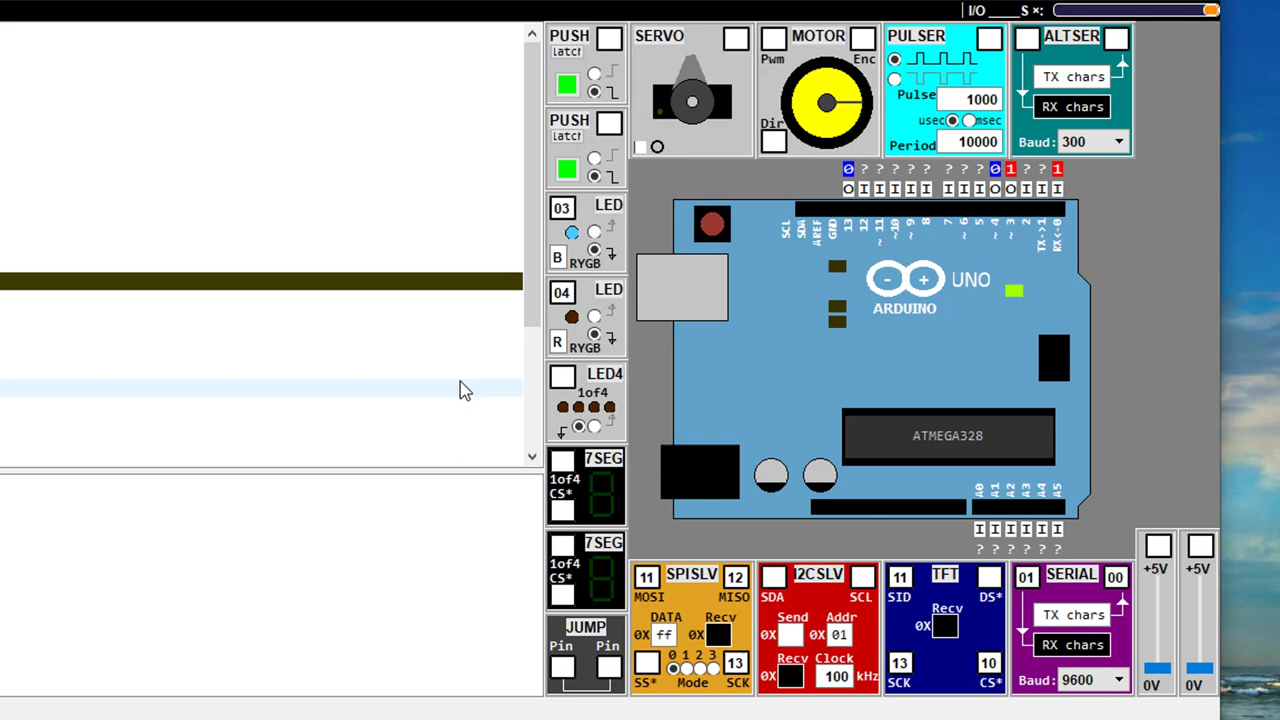 I/O ____S ×:
PUSH
latch
PUSH
latch
03 LED
B RYGB
04 LED
R RYGB
LED4
1of4
7SEG
1of4
CS*
7SEG
1of4
CS*
JUMP
Pin Pin
SERVO
MOTOR
Pwm Enc
Dir
PULSER
Pulse 1000
usec msec
Period 10000
ALTSER
TX chars
RX chars
Baud: 300
0 ? ? ? ? ? ? ? ? 0 1 ? ? 1
O I I I I I I I I O O I I I
SCL
SDA
AREF
GND
13
12
~11
~10
~9
8
7
~6
5
~4
~3
2
TX->1
RX<-0
- + UNO
ARDUINO
ATMEGA328
A0
A1
A2
A3
A4
A5
I I I I I I
? ? ? ? ? ?
11 SPISLV 12
MOSI MISO
DATA Recv
0X ff 0X
0 1 2 3 13
SS* Mode SCK
I2CSLV
SDA SCL
Send Addr
0X 0X 01
Recv Clock
0X 100 kHz
11 TFT
SID DS*
Recv
0X
13 10
SCK CS*
01 SERIAL 00
TX chars
RX chars
Baud: 9600
+5V +5V
0V 0V